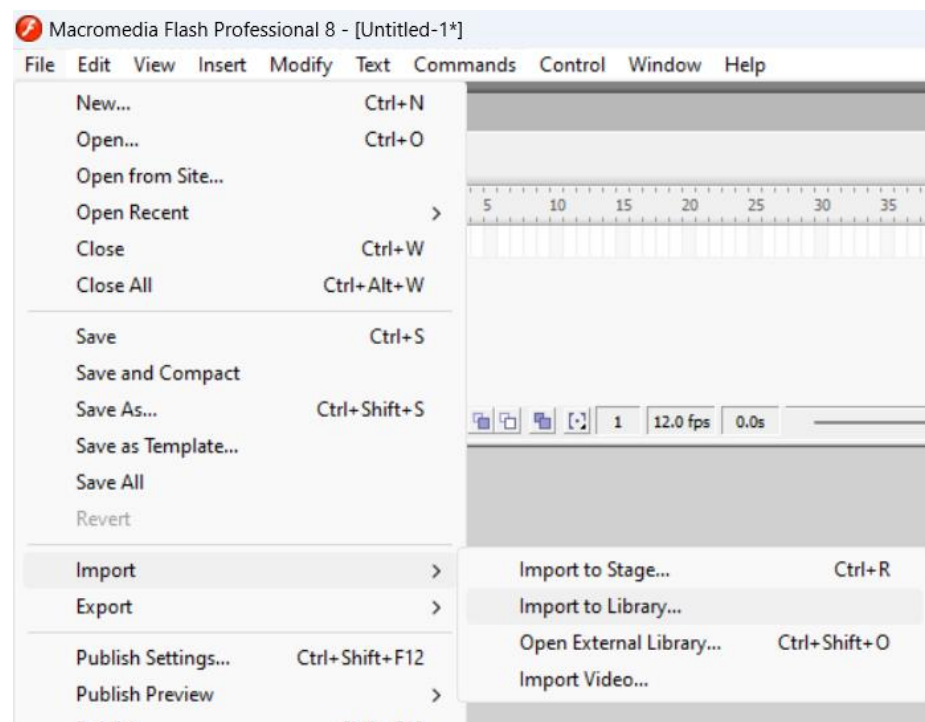 Macromedia Flash Professional 8 - [Untitled-1*]
File Edit View Insert Modify Text Commands Control Window Help
New... Ctrl+N
Open... Ctrl+O
Open from Site...
Open Recent
Close Ctrl+W
Close All Ctrl+Alt+W
Save Ctrl+S
Save and Compact
Save As... Ctrl+Shift+S
Save as Template...
Save All
Revert
Import
Export
Publish Settings... Ctrl+Shift+F12
Publish Preview
5 10 15 20 25 30 35
1 12.0 fps 0.0s
Import to Stage... Ctrl+R
Import to Library...
Open External Library... Ctrl+Shift+O
Import Video...